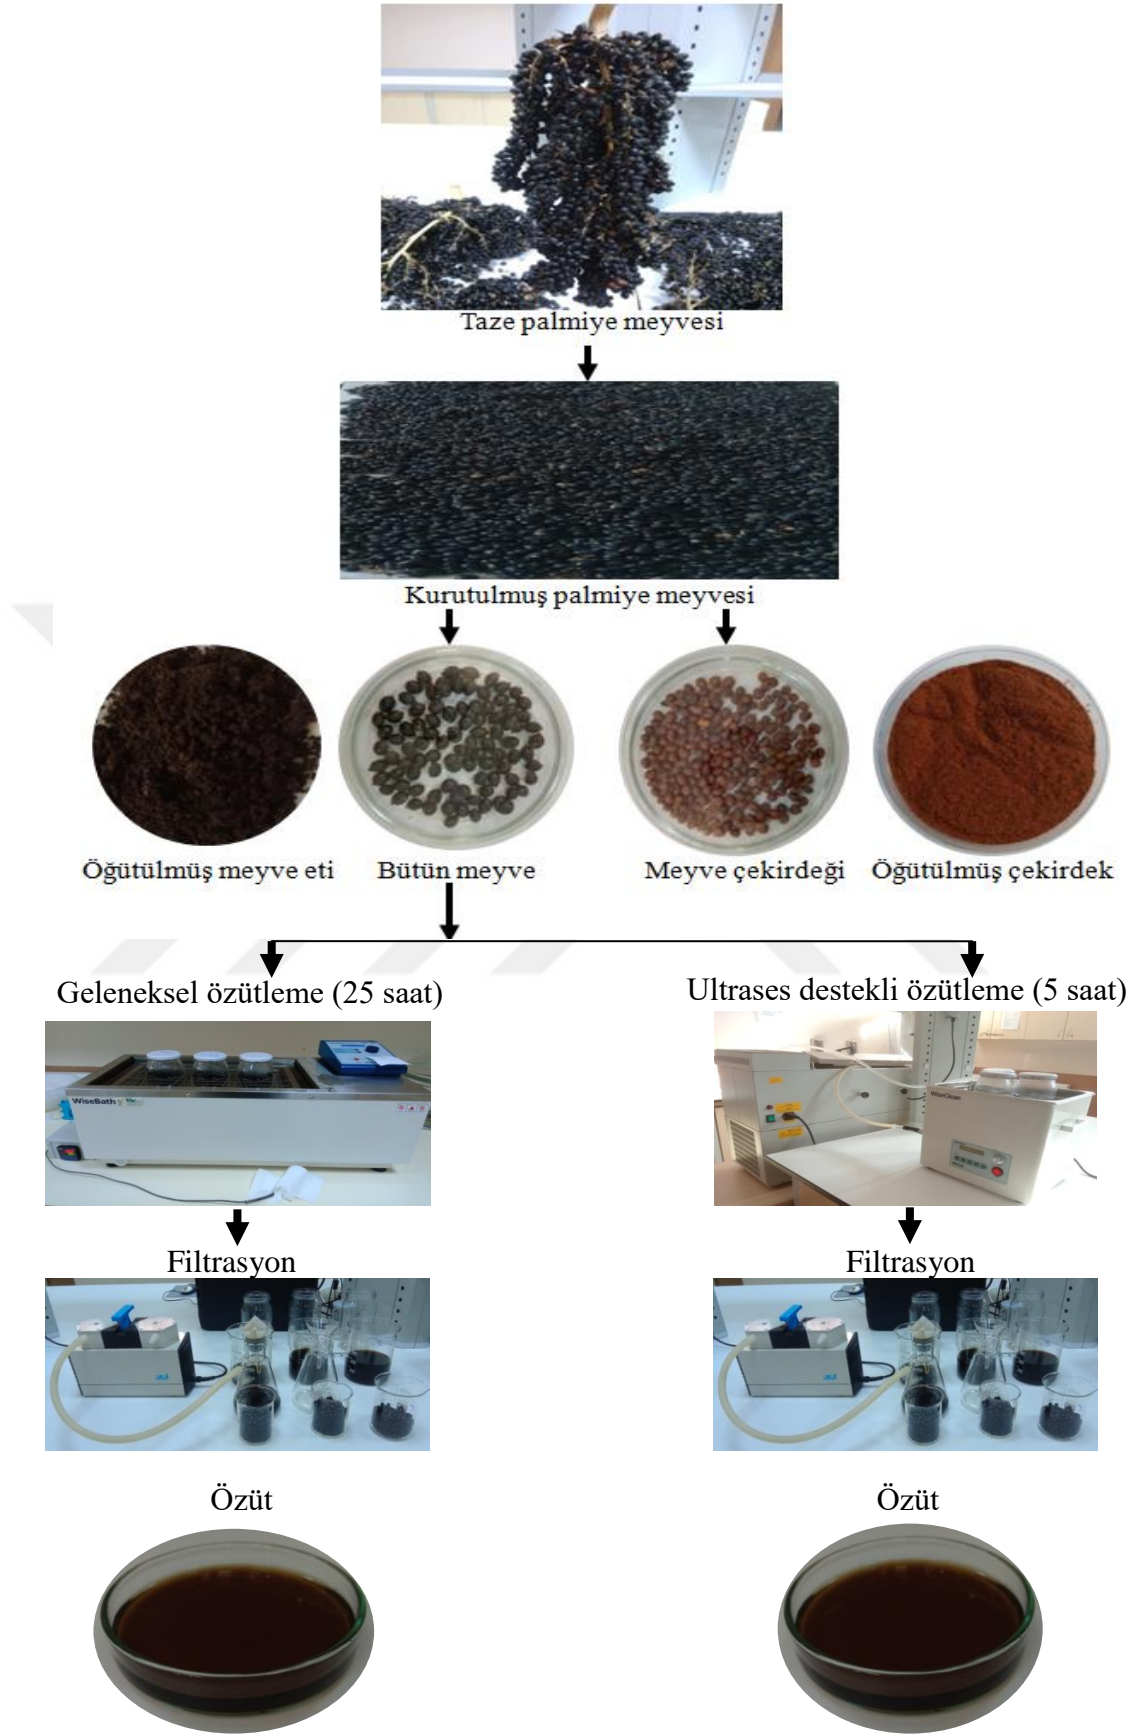 Taze palmiye meyvesi
Kurutulmuş palmiye meyvesi
Öğütülmüş meyve eti
Bütün meyve
Meyve çekirdeği
Öğütülmüş çekirdek
Geleneksel özütleme (25 saat)
Ultrases destekli özütleme (5 saat)
WiseBath
WiseClean
Filtrasyon
Filtrasyon
Özüt
Özüt